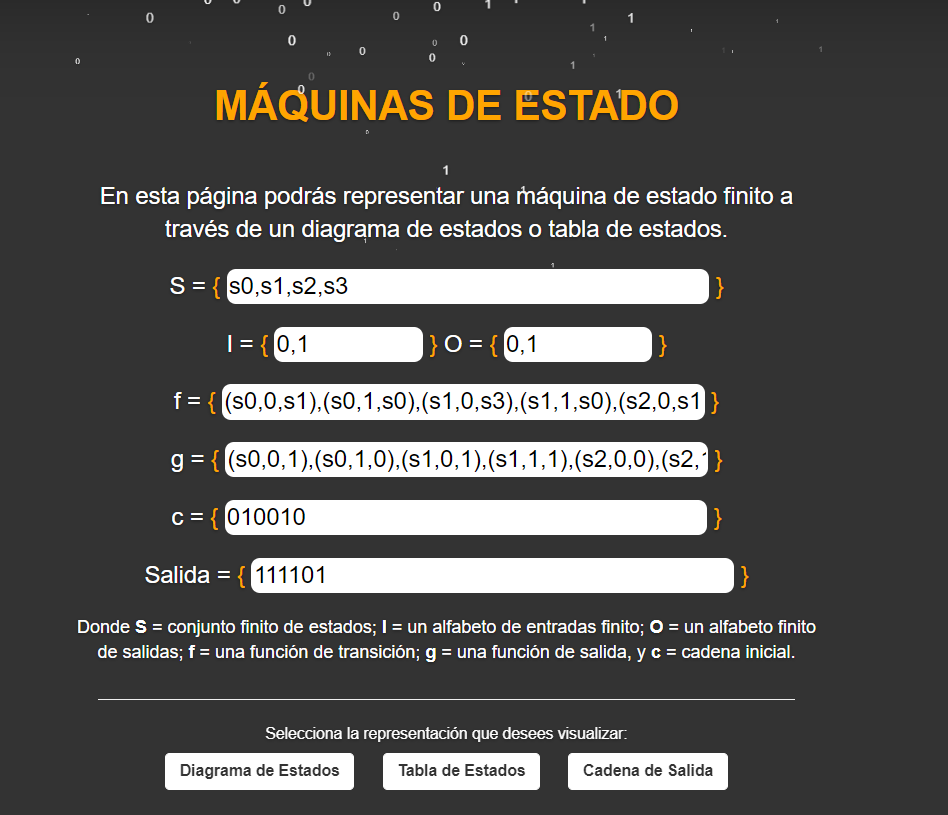 MÁQUINAS DE ESTADO
En esta página podrás representar una máquina de estado finito a
través de un diagrama de estados o tabla de estados.
S = { s0,s1,s2,s3 }
I = { 0,1 } O = { 0,1 }
f = { (s0,0,s1),(s0,1,s0),(s1,0,s3),(s1,1,s0),(s2,0,s1 }
g = { (s0,0,1),(s0,1,0),(s1,0,1),(s1,1,1),(s2,0,0),(s2, }
c = { 010010 }
Salida = { 111101 }
Donde S = conjunto finito de estados; I = un alfabeto de entradas finito; O = un alfabeto finito
de salidas; f = una función de transición; g = una función de salida, y c = cadena inicial.
Selecciona la representación que desees visualizar:
Diagrama de Estados Tabla de Estados Cadena de Salida